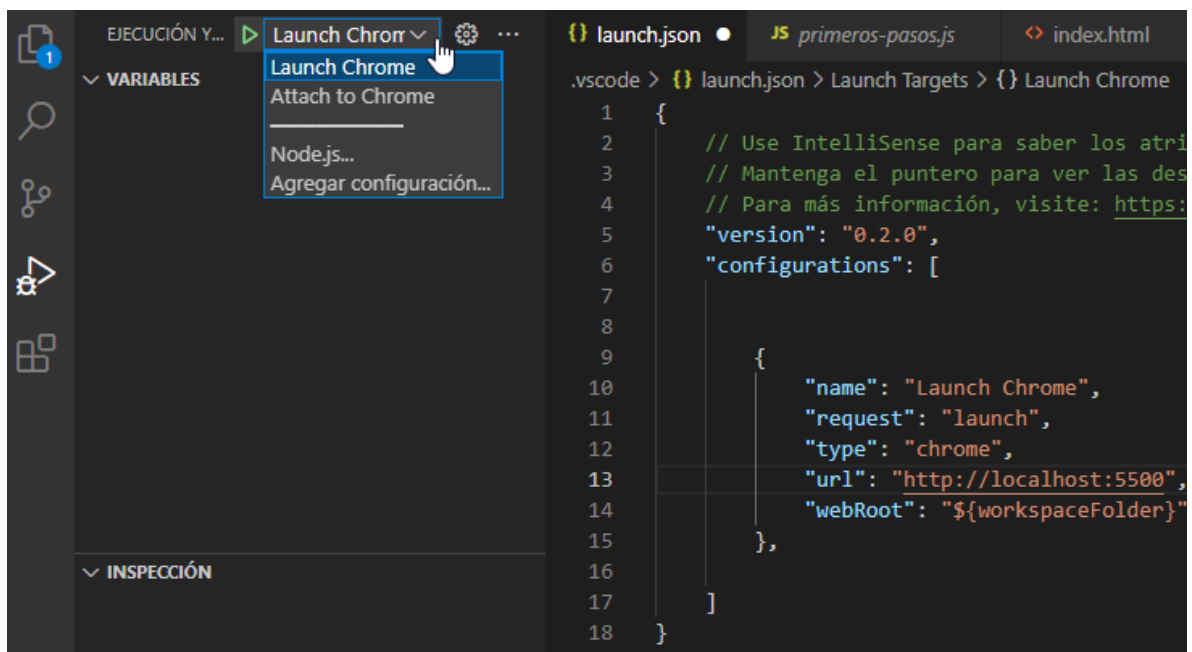 1
EJECUCIÓN Y... Launch Chrom
Launch Chrome
Attach to Chrome
Node.js...
Agregar configuración...
VARIABLES
INSPECCIÓN
{} launch.json ● JS primeros-pasos.js <> index.html
.vscode > {} launch.json > Launch Targets > {} Launch Chrome
1 {
2 // Use IntelliSense para saber los atri
3 // Mantenga el puntero para ver las des
4 // Para más información, visite: https:
5 "version": "0.2.0",
6 "configurations": [
7
8
9 {
10 "name": "Launch Chrome",
11 "request": "launch",
12 "type": "chrome",
13 "url": "http://localhost:5500",
14 "webRoot": "${workspaceFolder}"
15 },
16
17 ]
18 }